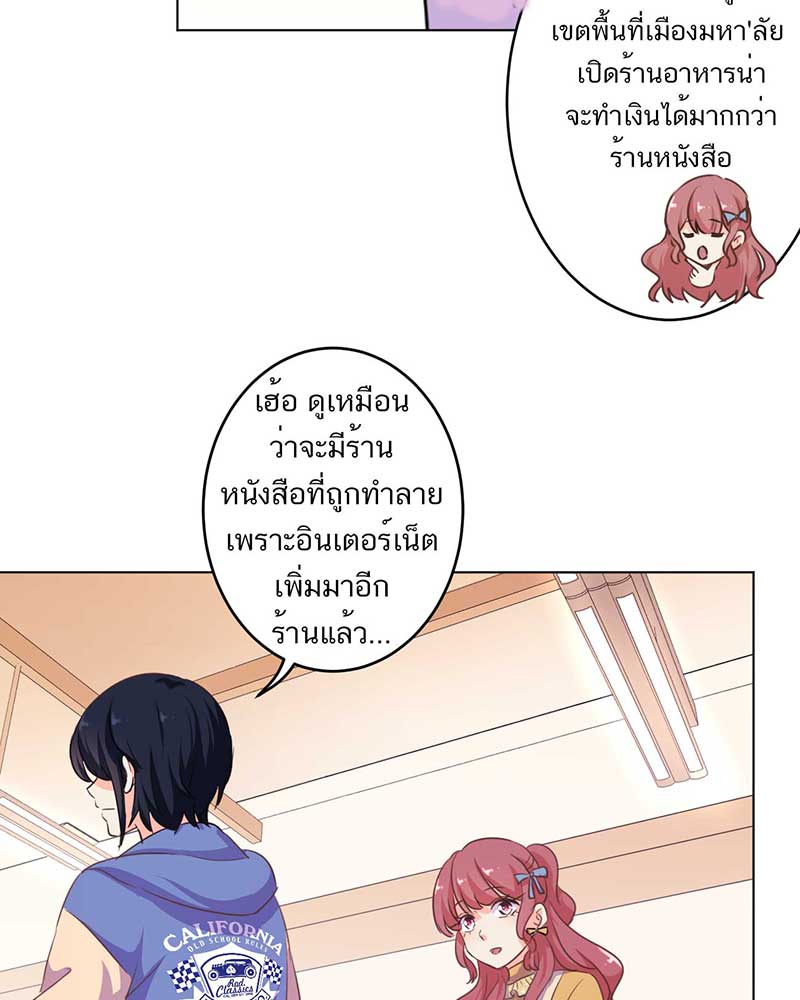 เขตพื้นที่เมืองมหา'ลัย
เปิดร้านอาหารน่า
จะทำเงินได้มากกว่า
ร้านหนังสือ
เฮ้อ ดูเหมือน
ว่าจะมีร้าน
หนังสือที่ถูกทำลาย
เพราะอินเตอร์เน็ต
เพิ่มมาอีก
ร้านแล้ว...
CALIFORNIA
OLD SCHOOL RULES
Rod
Classics